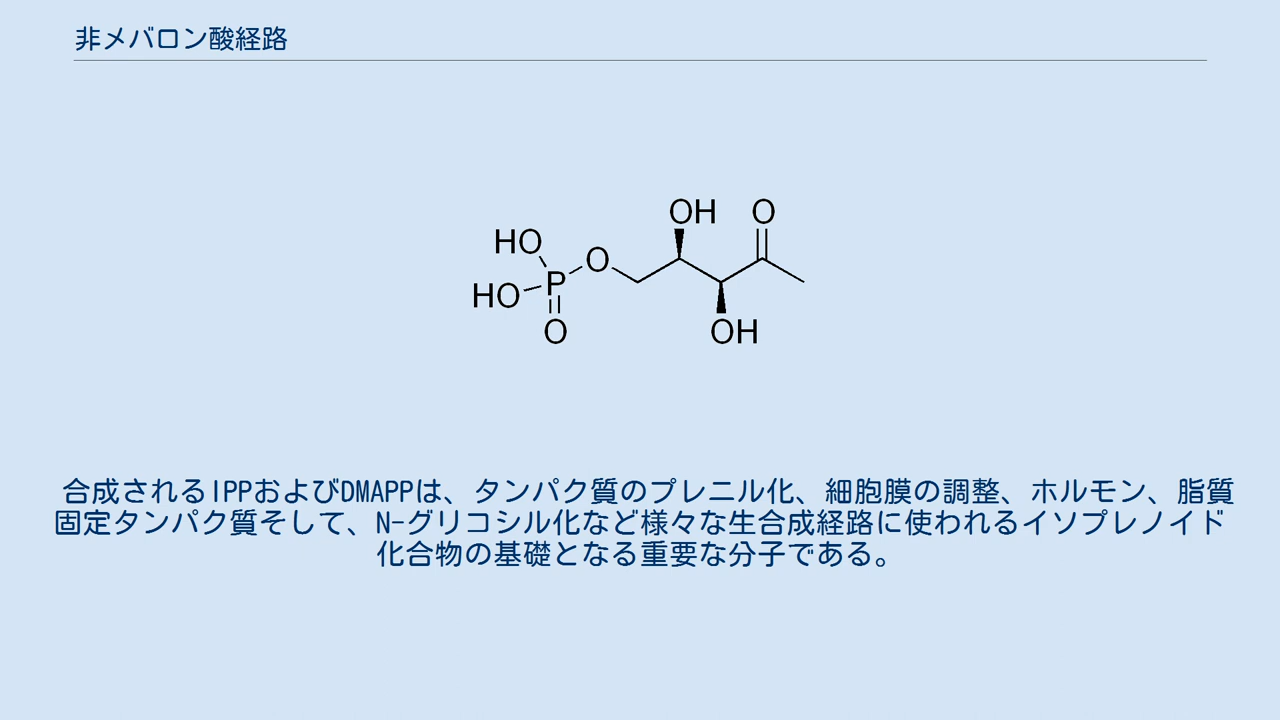 非メバロン酸経路
OH O
HO O
P
HO
O OH
合成されるIPPおよびDMAPPは、タンパク質のプレニル化、細胞膜の調整、ホルモン、脂質
固定タンパク質そして、N-グリコシル化など様々な生合成経路に使われるイソプレノイド
化合物の基礎となる重要な分子である。